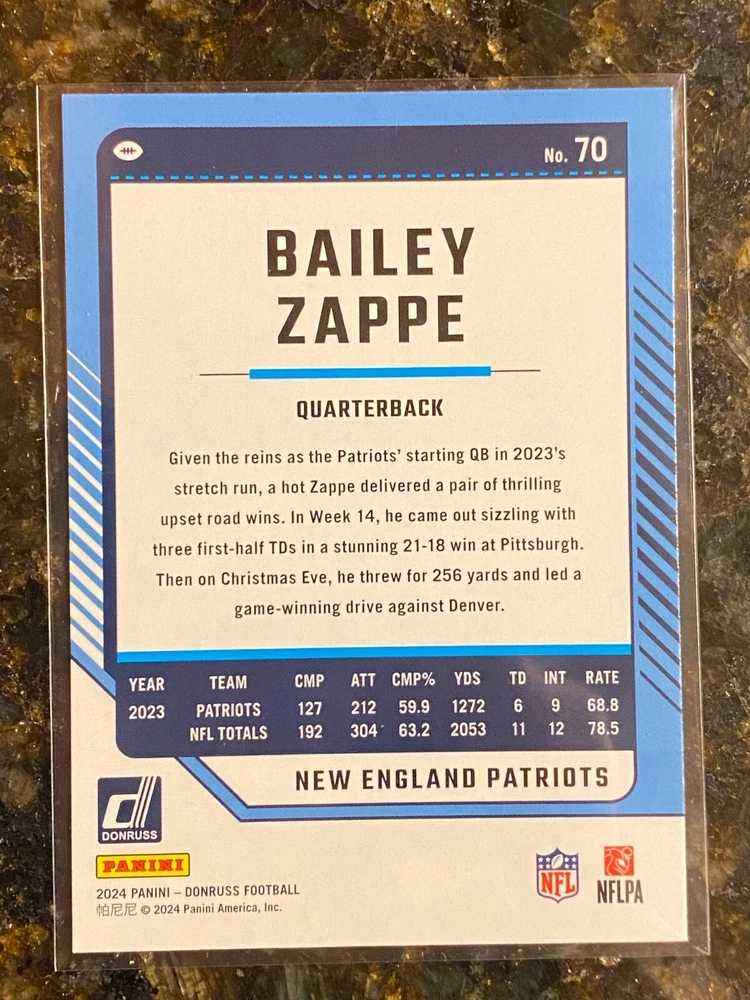 No. 70
BAILEY
ZAPPE
QUARTERBACK
Given the reins as the Patriots' starting QB in 2023's
stretch run, a hot Zappe delivered a pair of thrilling
upset road wins. In Week 14, he came out sizzling with
three first-half TDs in a stunning 21-18 win at Pittsburgh.
Then on Christmas Eve, he threw for 256 yards and led a
game-winning drive against Denver.
YEAR TEAM CMP ATT CMP% YDS TD INT RATE
2023 PATRIOTS 127 212 59.9 1272 6 9 68.8
NFL TOTALS 192 304 63.2 2053 11 12 78.5
NEW ENGLAND PATRIOTS
d
DONRUSS
PANINI
2024 PANINI – DONRUSS FOOTBALL
帕尼尼 © 2024 Panini America, Inc.
NFL
NFLPA